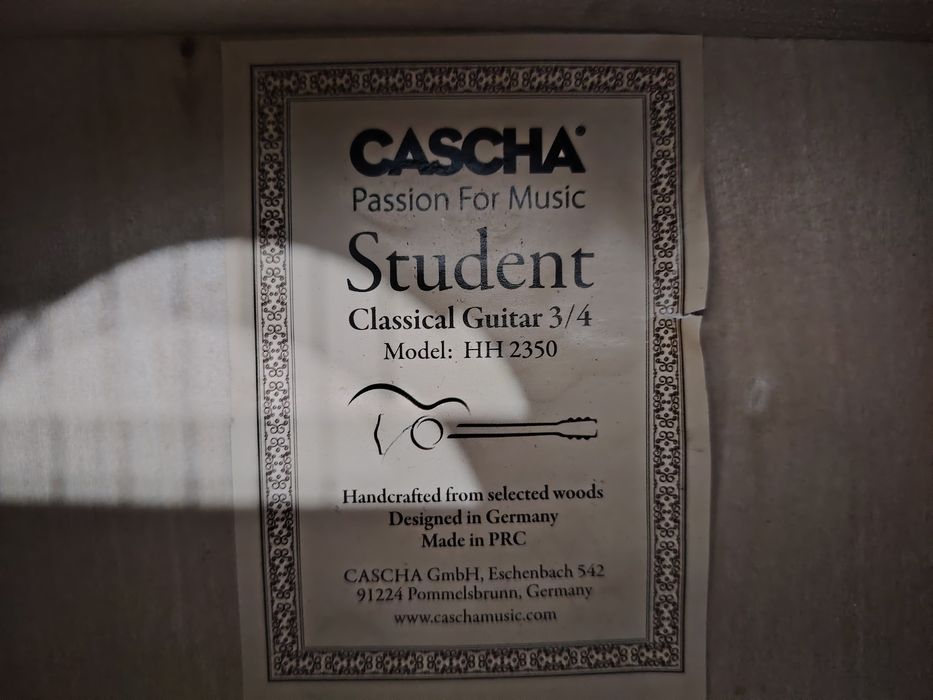 CASCHA®
Passion For Music
Student
Classical Guitar 3/4
Model: HH 2350
Handcrafted from selected woods
Designed in Germany
Made in PRC
CASCHA GmbH, Eschenbach 542
91224 Pommelsbrunn, Germany
www.caschamusic.com